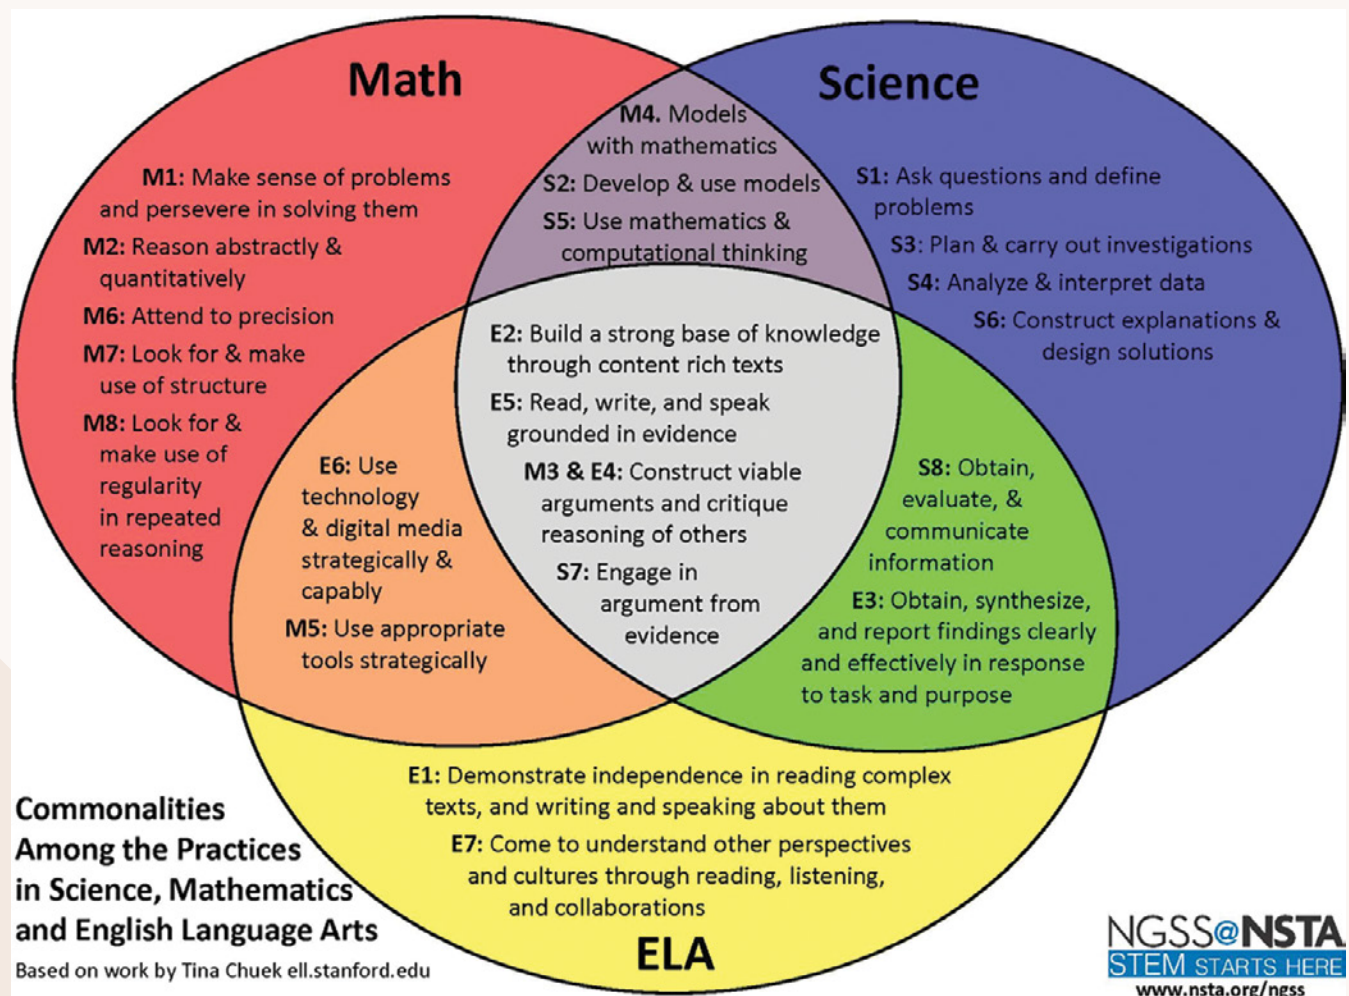 Math
Science
M1: Make sense of problems
and persevere in solving them
M2: Reason abstractly &
quantitatively
M6: Attend to precision
M7: Look for & make
use of structure
M8: Look for &
make use of
regularity
in repeated
reasoning
M4. Models
with mathematics
S2: Develop & use models
S5: Use mathematics &
computational thinking
S1: Ask questions and define
problems
S3: Plan & carry out investigations
S4: Analyze & interpret data
S6: Construct explanations &
design solutions
E2: Build a strong base of knowledge
through content rich texts
E5: Read, write, and speak
grounded in evidence
M3 & E4: Construct viable
arguments and critique
reasoning of others
S7: Engage in
argument from
evidence
E6: Use
technology
& digital media
strategically &
capably
M5: Use appropriate
tools strategically
S8: Obtain,
evaluate, &
communicate
information
E3: Obtain, synthesize,
and report findings clearly
and effectively in response
to task and purpose
E1: Demonstrate independence in reading complex
texts, and writing and speaking about them
E7: Come to understand other perspectives
and cultures through reading, listening,
and collaborations
ELA
Commonalities
Among the Practices
in Science, Mathematics
and English Language Arts
Based on work by Tina Chuek ell.stanford.edu
NGSS@NSTA
STEM STARTS HERE
www.nsta.org/ngss